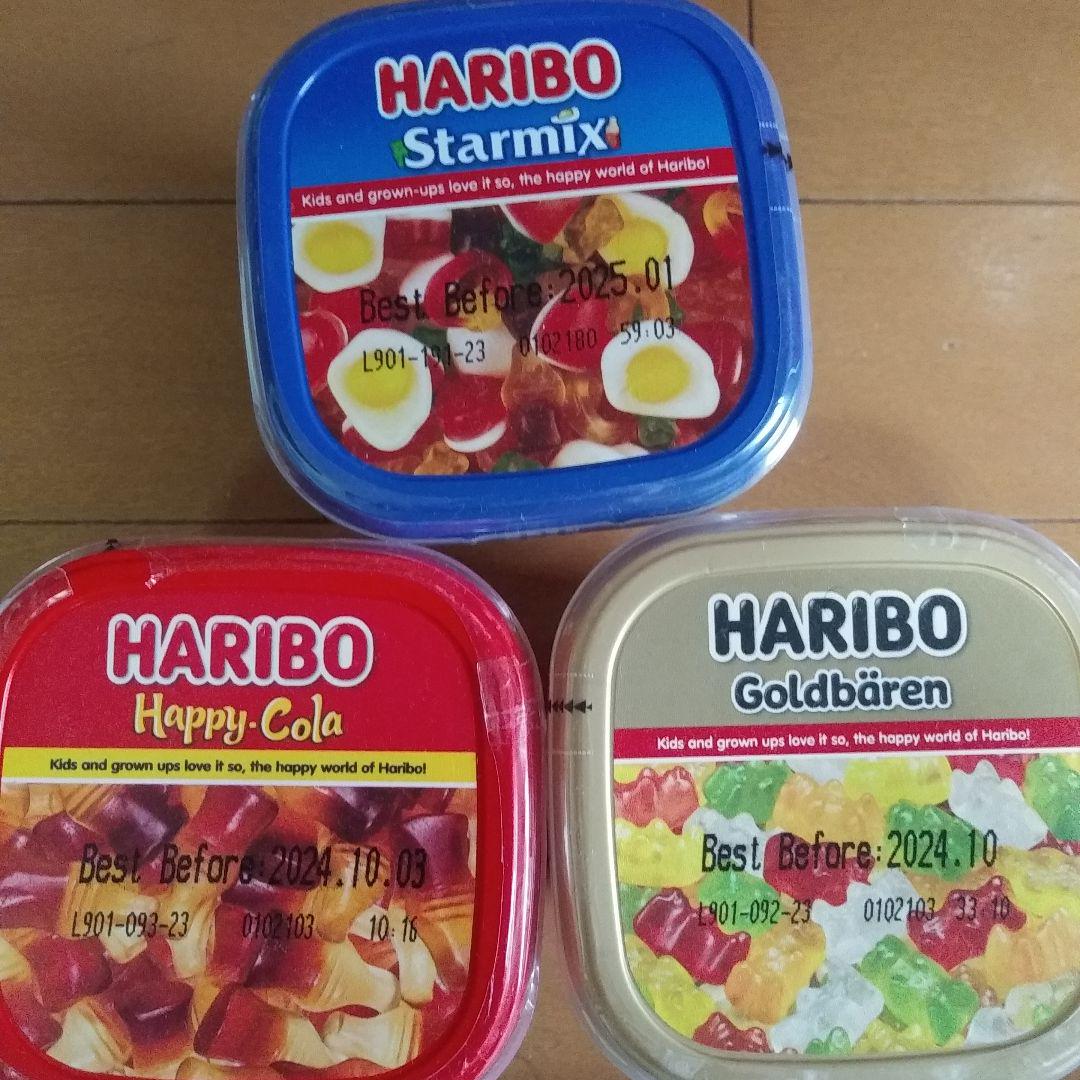 HARIBO
Starmix
Kids and grown-ups love it so, the happy world of Haribo!
Best Before:2025.01
L901-191-23 0102180 59:03
HARIBO
Happy-Cola
Kids and grown ups love it so, the happy world of Haribo!
Best Before:2024.10.03
L901-093-23 0102103 10:16
HARIBO
Goldbären
Kids and grown ups love it so, the happy world of Haribo!
Best Before:2024.10
L901-092-23 0102103